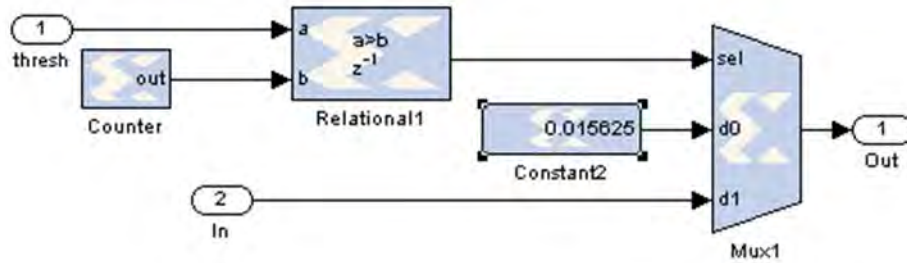 1
thresh
out
Counter
a
b
a>b
z-1
Relational1
0.015625
Constant2
2
In
sel
d0
d1
Mux1
1
Out